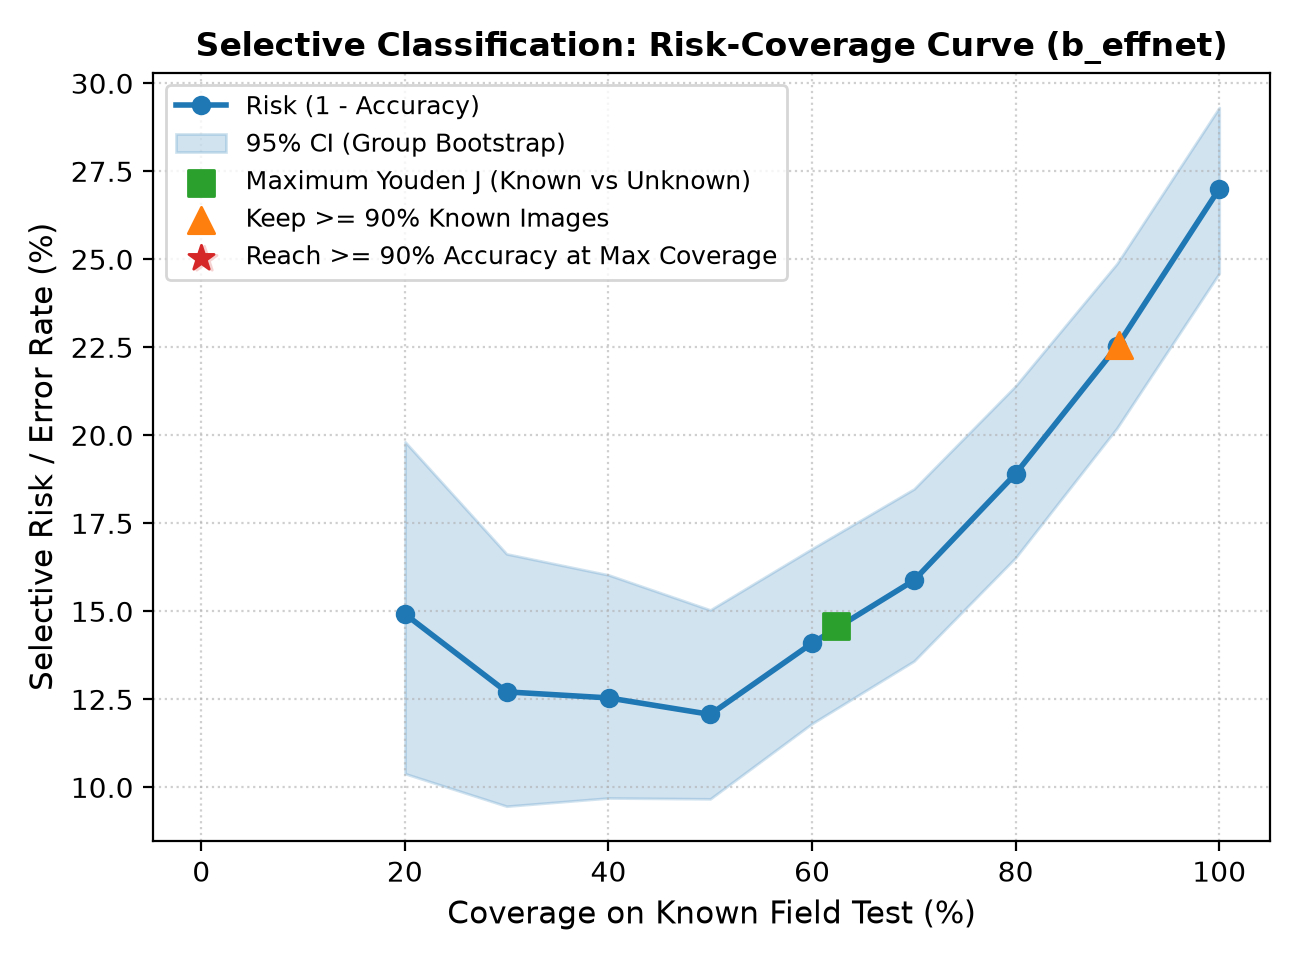 Selective Classification: Risk-Coverage Curve (b_effnet)
30.0
27.5
25.0
22.5
20.0
17.5
15.0
12.5
10.0
Selective Risk / Error Rate (%)
Risk (1 - Accuracy)
95% CI (Group Bootstrap)
Maximum Youden J (Known vs Unknown)
Keep >= 90% Known Images
Reach >= 90% Accuracy at Max Coverage
0 20 40 60 80 100
Coverage on Known Field Test (%)